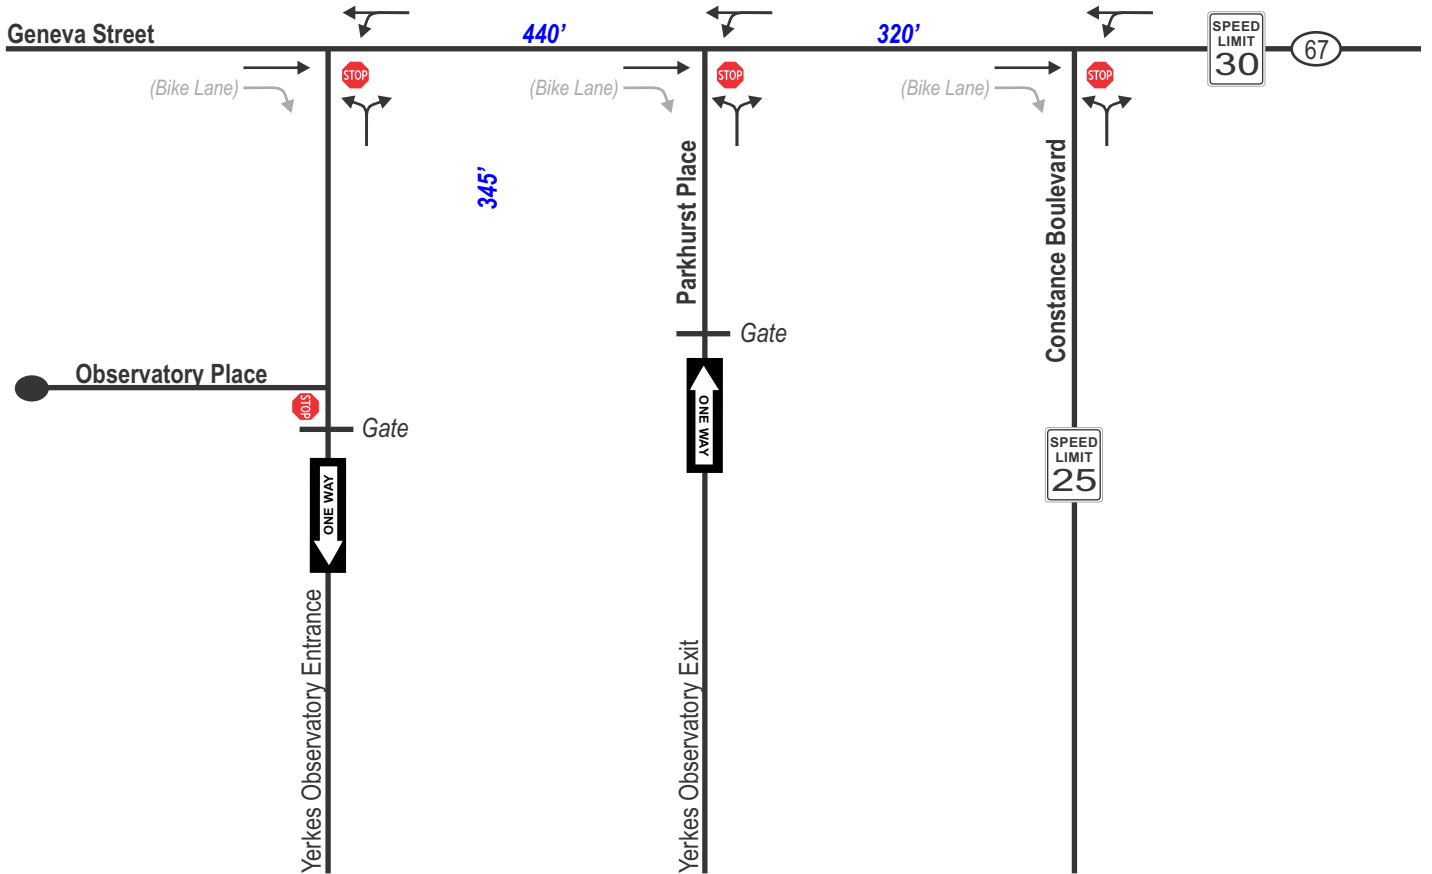 Geneva Street
440’
320’
SPEED
LIMIT
30
67
(Bike Lane)
STOP
(Bike Lane)
STOP
(Bike Lane)
STOP
345’
Parkhurst Place
Constance Boulevard
Gate
Observatory Place
STOP
Gate
ONE WAY
SPEED
LIMIT
25
ONE WAY
Yerkes Observatory Entrance
Yerkes Observatory Exit